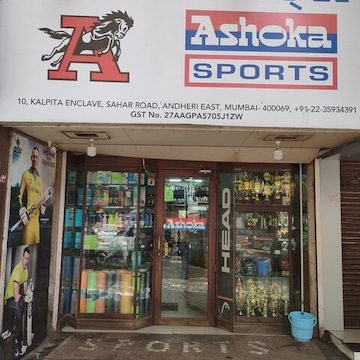 Ashoka
SPORTS
A
10, KALPITA ENCLAVE, SAHAR ROAD, ANDHERI EAST, MUMBAI- 400069, +91-22-35934391
GST No. 27AAGPA5705J1ZW
Ashoka
HEAD
SPORTS